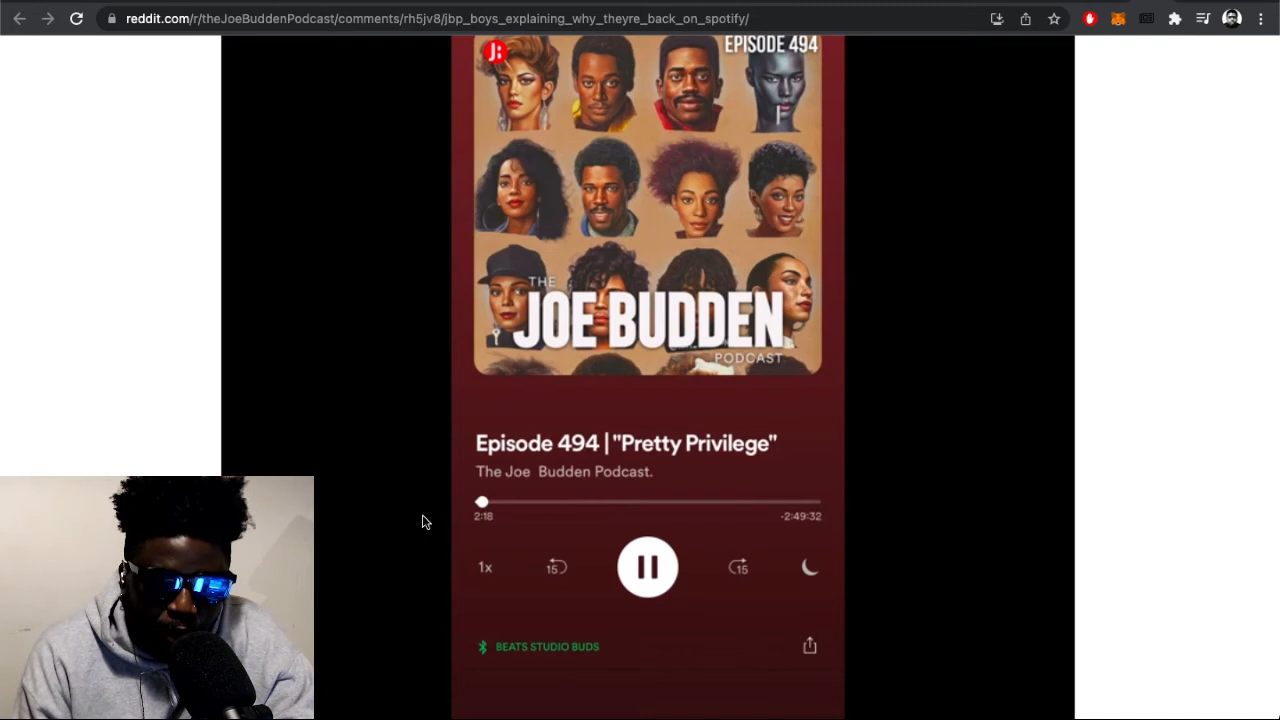 reddit.com/r/theJoeBuddenPodcast/comments/rh5jv8/jbp_boys_explaining_why_theyre_back_on_spotify/
J:
EPISODE 494
THE
JOE BUDDEN
PODCAST
Episode 494 | "Pretty Privilege"
The Joe Budden Podcast.
2:18
-2:49:32
1x
15
15
BEATS STUDIO BUDS